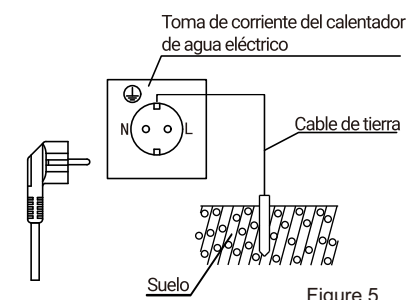 Toma de corriente del calentador
de agua eléctrico
N L
Cable de tierra
Suelo
Figure 5